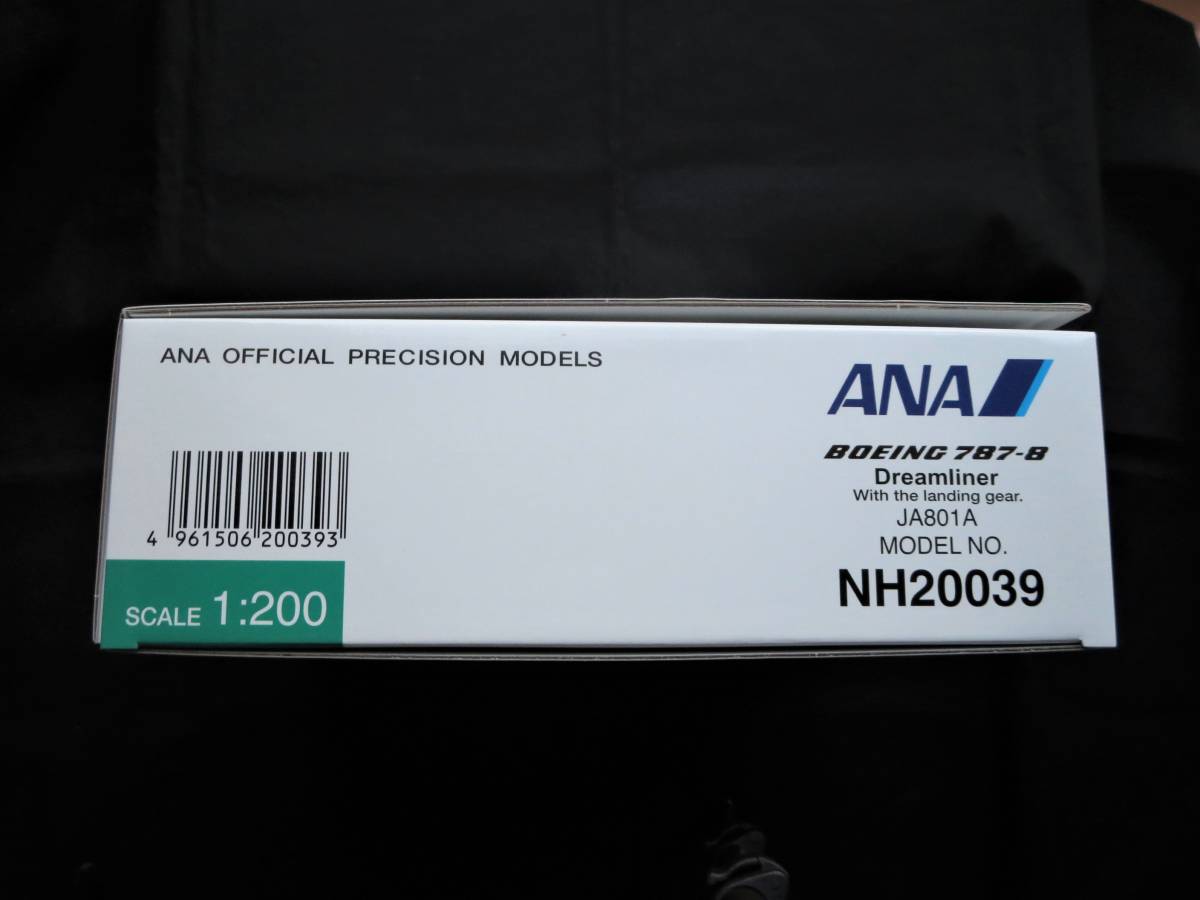 ANA OFFICIAL PRECISION MODELS
ANA
BOEING 787-8
Dreamliner
With the landing gear.
JA801A
MODEL NO.
NH20039
4 961506 200393
SCALE 1:200